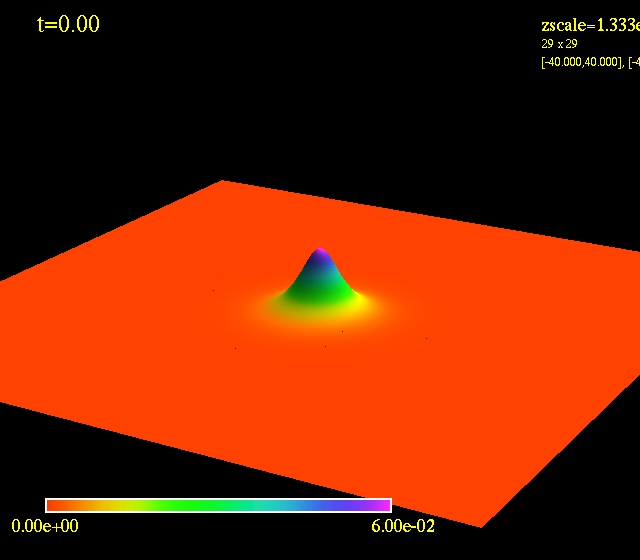 t=0.00
zscale=1.333e
29 x 29
[-40.000,40.000], [-4
0.00e+00
6.00e-02